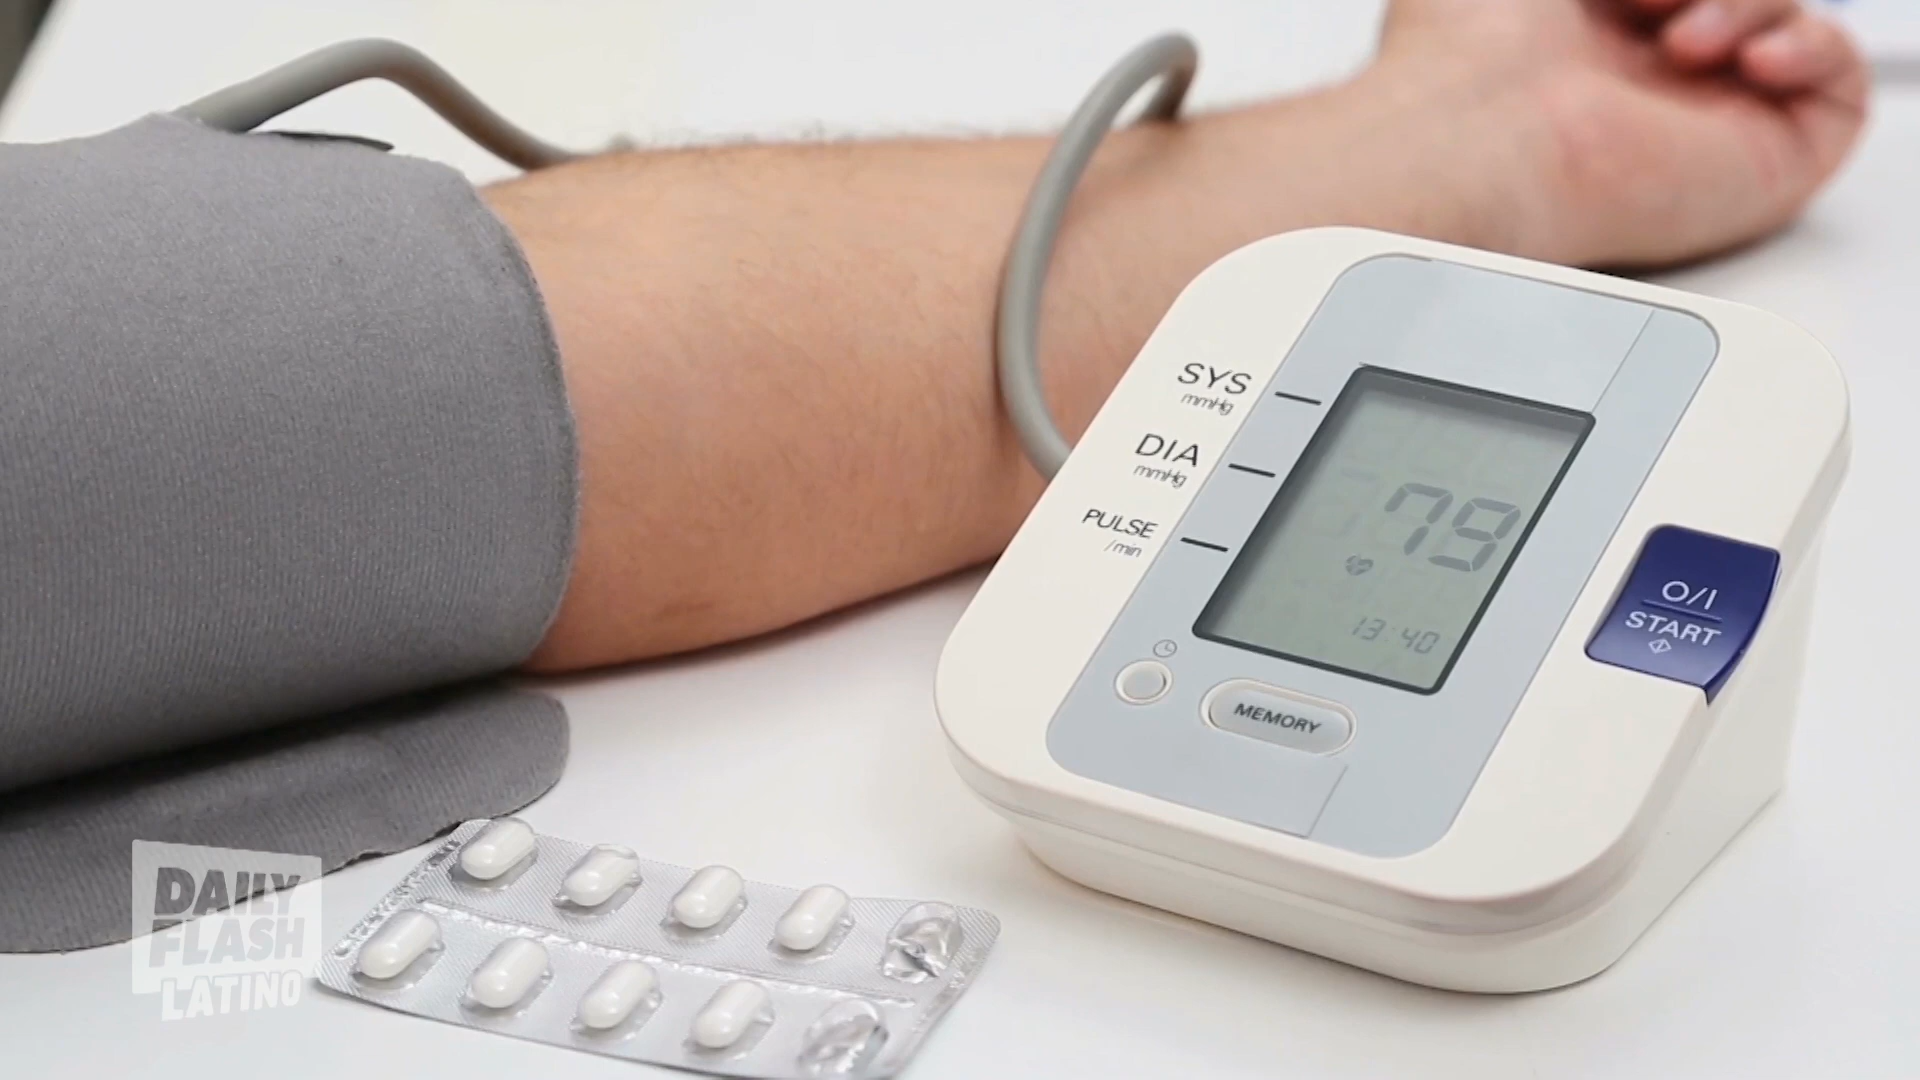 SYS
mmHg
DIA
mmHg
PULSE
/min
79
13:40
MEMORY
O/I
START
DAILY
FLASH
LATINO